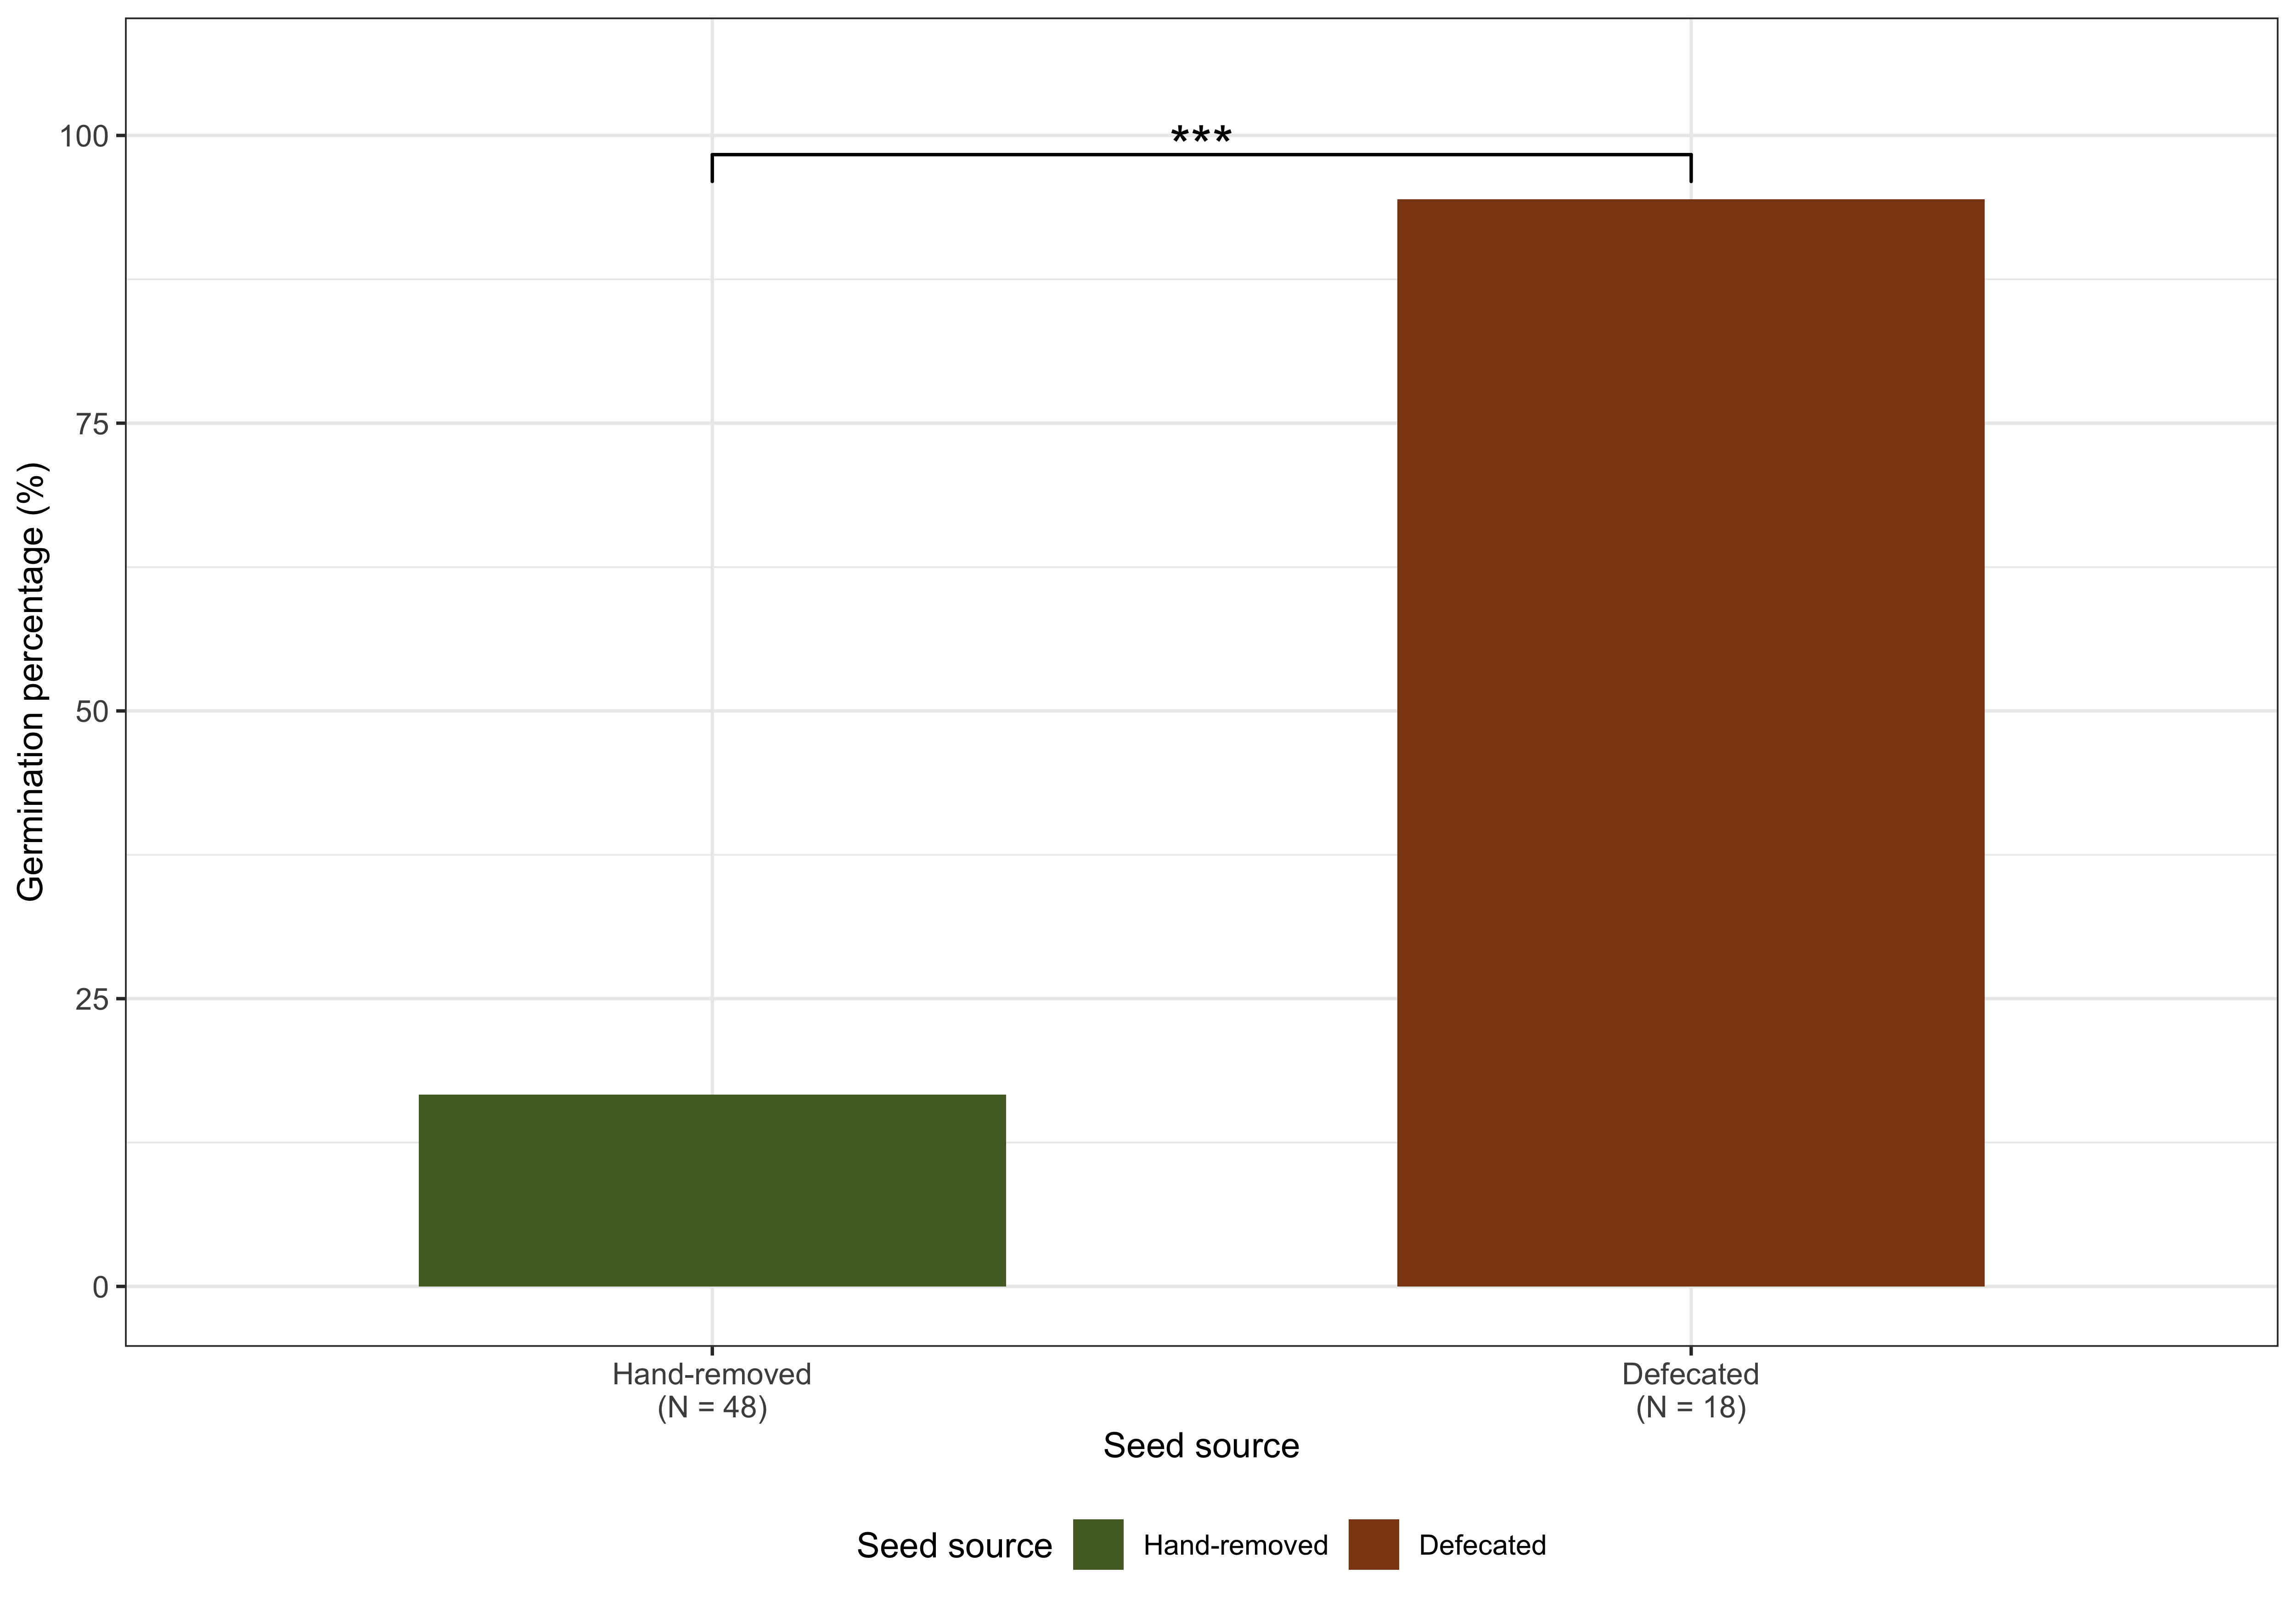 ***
100
75
50
25
0
Germination percentage (%)
Hand-removed
(N = 48)
Defecated
(N = 18)
Seed source
Seed source
Hand-removed
Defecated